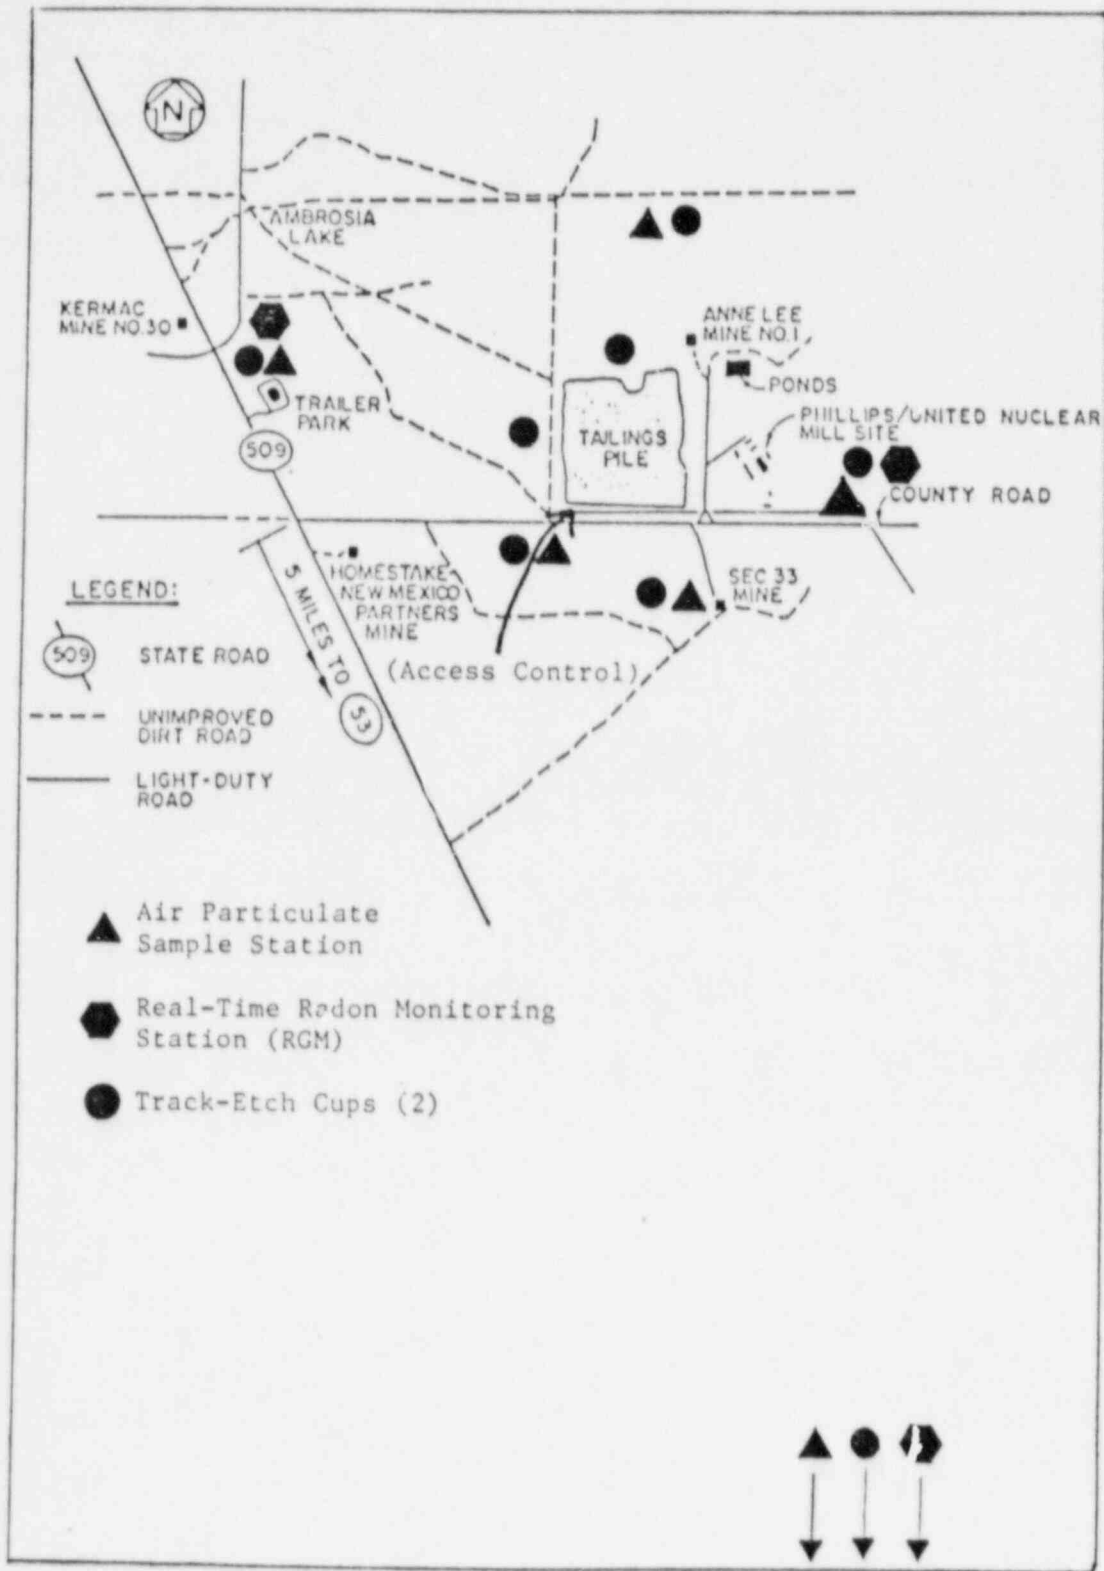 N
AMBROSIA
LAKE
KERMAC
MINE NO. 30
ANNE LEE
MINE NO. 1
PONDS
TRAILER
PARK
TAILINGS
PILE
PHILLIPS/UNITED NUCLEAR
MILL SITE
509
COUNTY ROAD
HOMESTAKE-
NEW MEXICO
PARTNERS
MINE
SEC 33
MINE
5 MILES TO 53
(Access Control)
LEGEND:
509 STATE ROAD
UNIMPROVED
DIRT ROAD
LIGHT-DUTY
ROAD
Air Particulate
Sample Station
Real-Time Radon Monitoring
Station (RGM)
Track-Etch Cups (2)